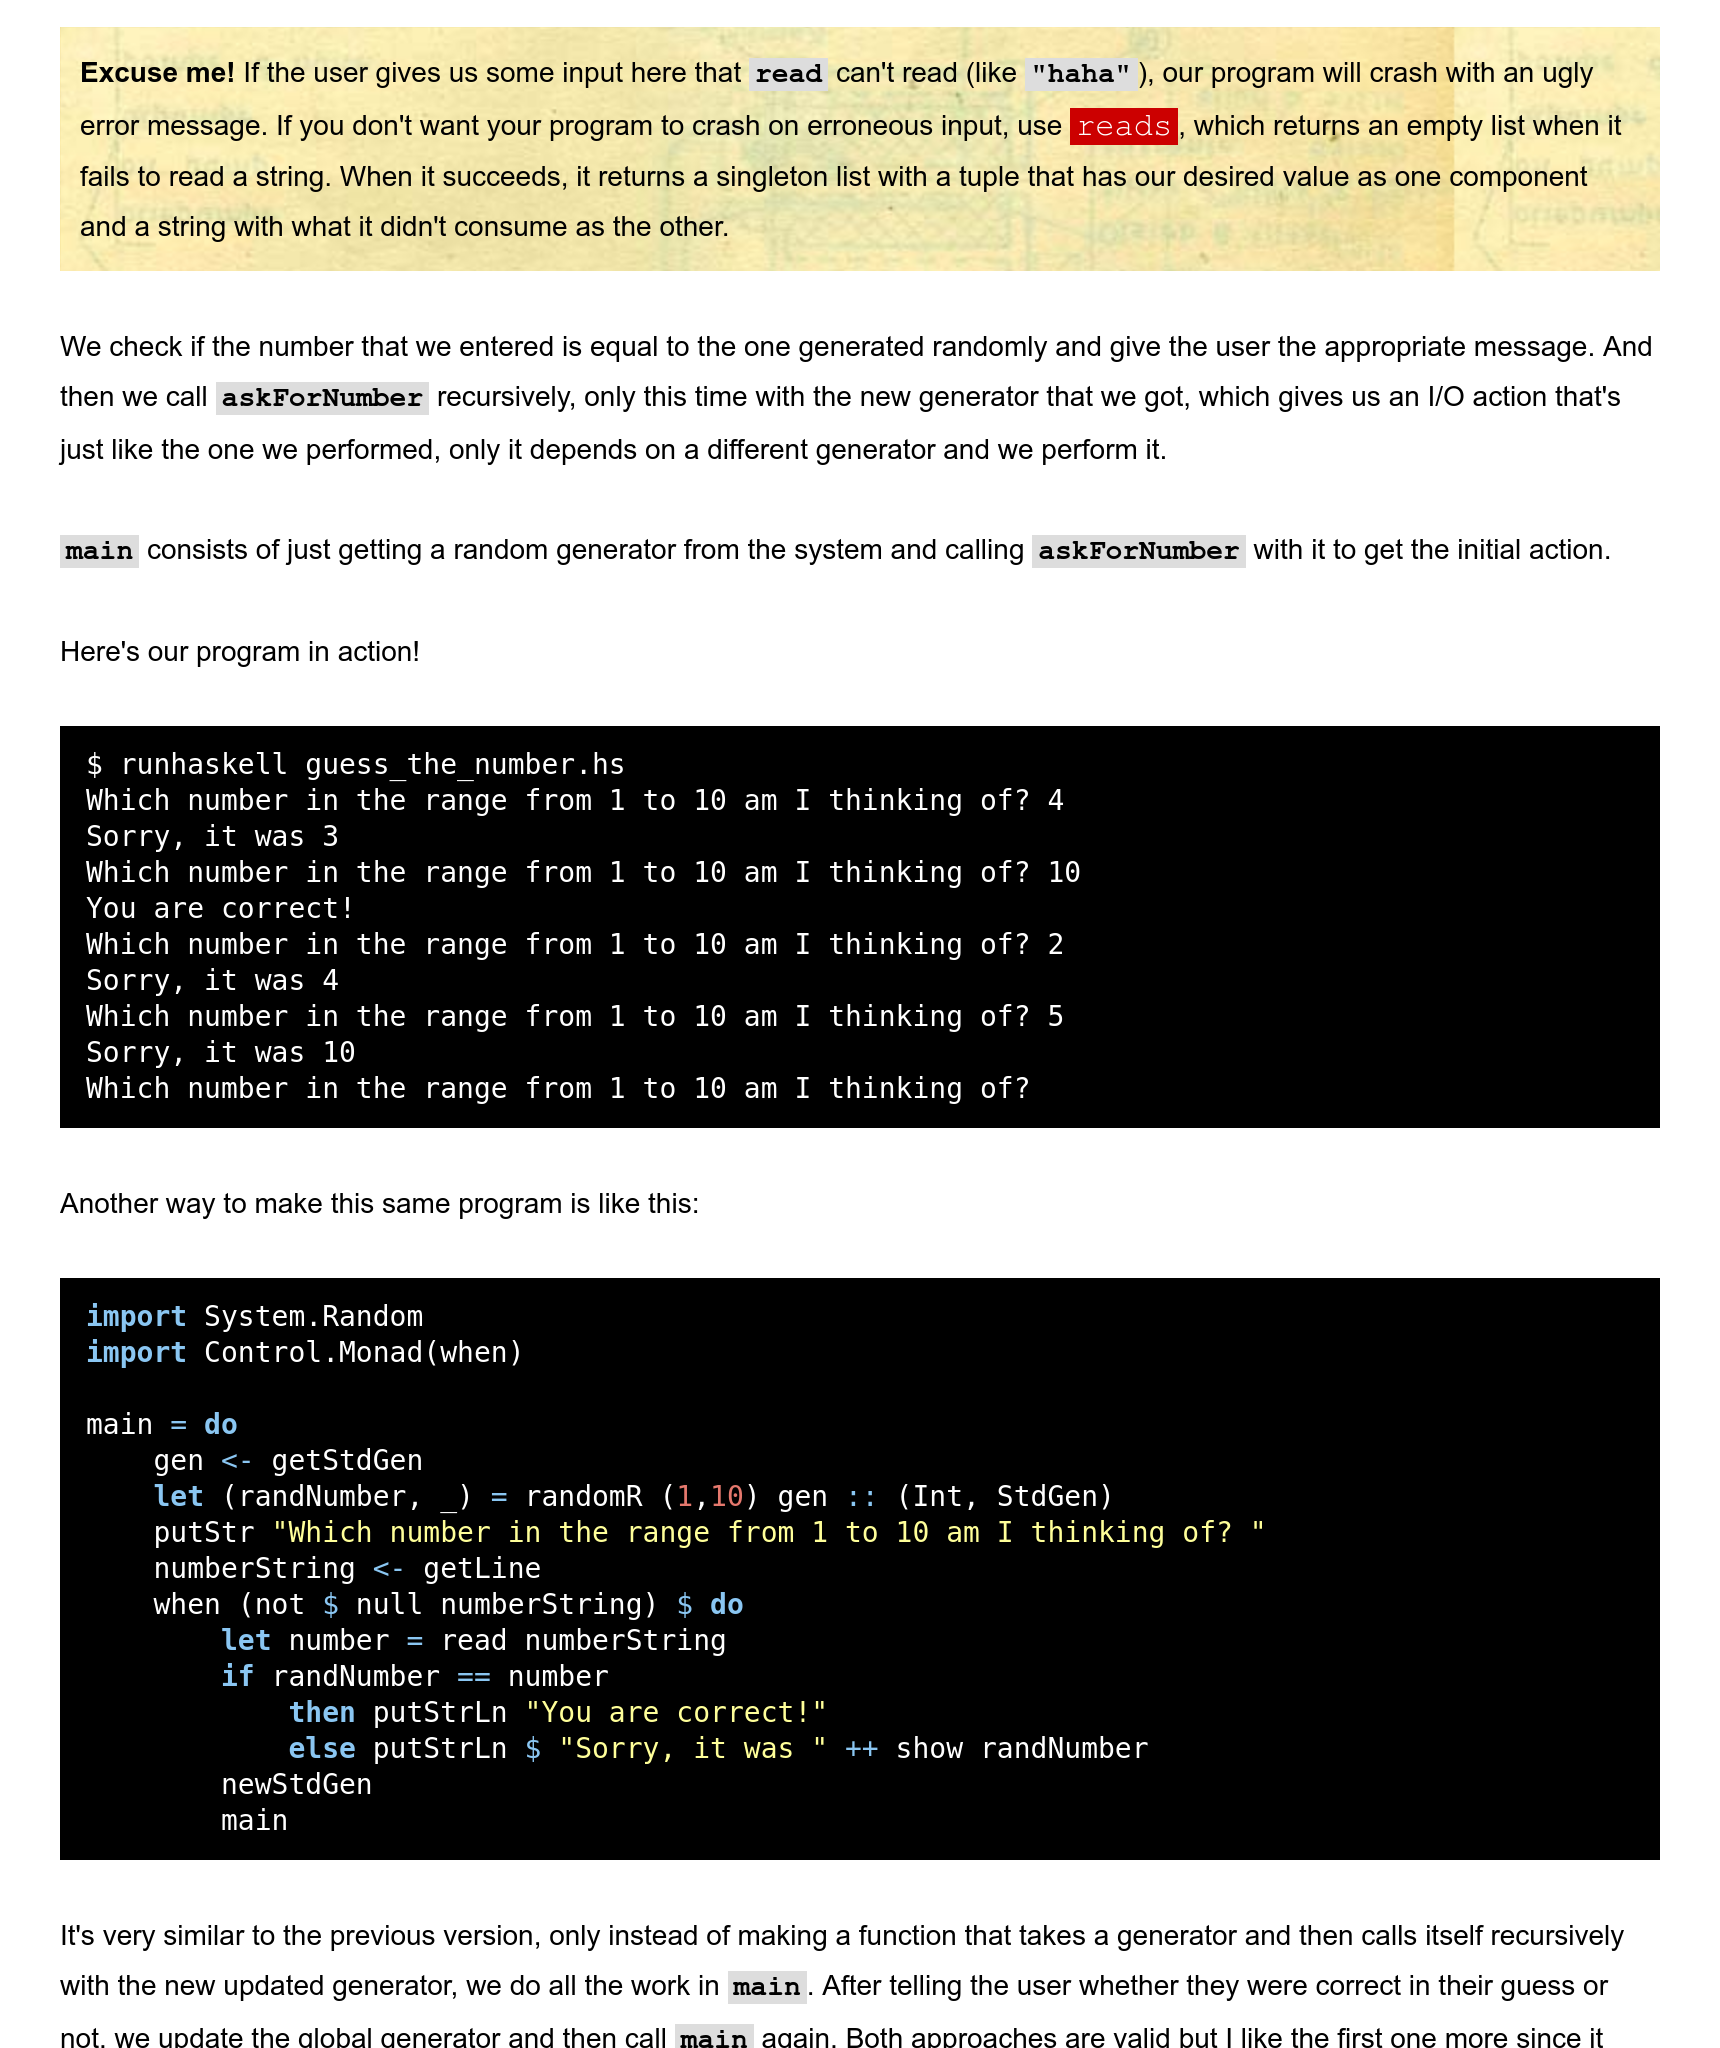 Excuse me! If the user gives us some input here that read can't read (like "haha"), our program will crash with an ugly
error message. If you don't want your program to crash on erroneous input, use reads, which returns an empty list when it
fails to read a string. When it succeeds, it returns a singleton list with a tuple that has our desired value as one component
and a string with what it didn't consume as the other.
We check if the number that we entered is equal to the one generated randomly and give the user the appropriate message. And
then we call askForNumber recursively, only this time with the new generator that we got, which gives us an I/O action that's
just like the one we performed, only it depends on a different generator and we perform it.
main consists of just getting a random generator from the system and calling askForNumber with it to get the initial action.
Here's our program in action!
$ runhaskell guess_the_number.hs
Which number in the range from 1 to 10 am I thinking of? 4
Sorry, it was 3
Which number in the range from 1 to 10 am I thinking of? 10
You are correct!
Which number in the range from 1 to 10 am I thinking of? 2
Sorry, it was 4
Which number in the range from 1 to 10 am I thinking of? 5
Sorry, it was 10
Which number in the range from 1 to 10 am I thinking of?
Another way to make this same program is like this:
import System.Random
import Control.Monad(when)
main = do
    gen <- getStdGen
    let (randNumber, _) = randomR (1,10) gen :: (Int, StdGen)
    putStr "Which number in the range from 1 to 10 am I thinking of? "
    numberString <- getLine
    when (not $ null numberString) $ do
        let number = read numberString
        if randNumber == number
            then putStrLn "You are correct!"
            else putStrLn $ "Sorry, it was " ++ show randNumber
        newStdGen
        main
It's very similar to the previous version, only instead of making a function that takes a generator and then calls itself recursively
with the new updated generator, we do all the work in main. After telling the user whether they were correct in their guess or
not, we update the global generator and then call main again. Both approaches are valid but I like the first one more since it